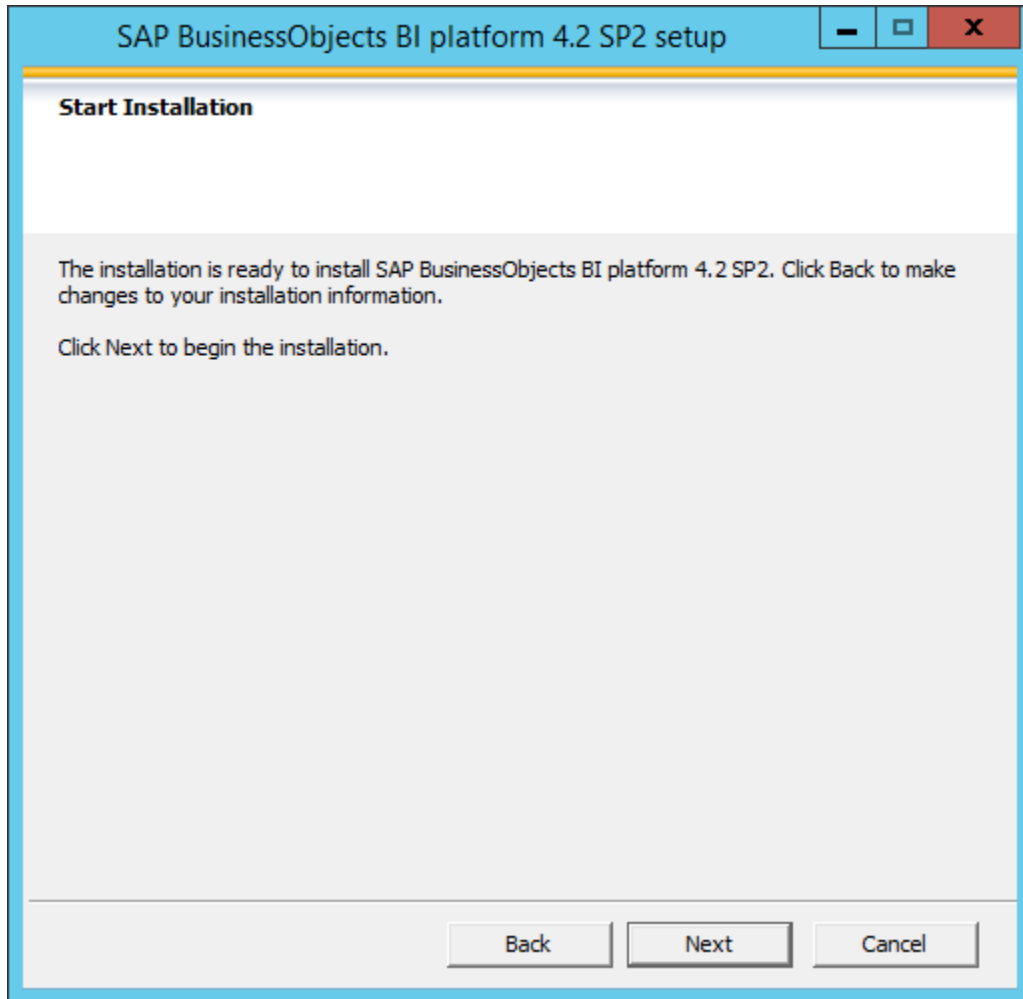 SAP BusinessObjects BI platform 4.2 SP2 setup
Start Installation
The installation is ready to install SAP BusinessObjects BI platform 4.2 SP2. Click Back to make
changes to your installation information.
Click Next to begin the installation.
Back
Next
Cancel